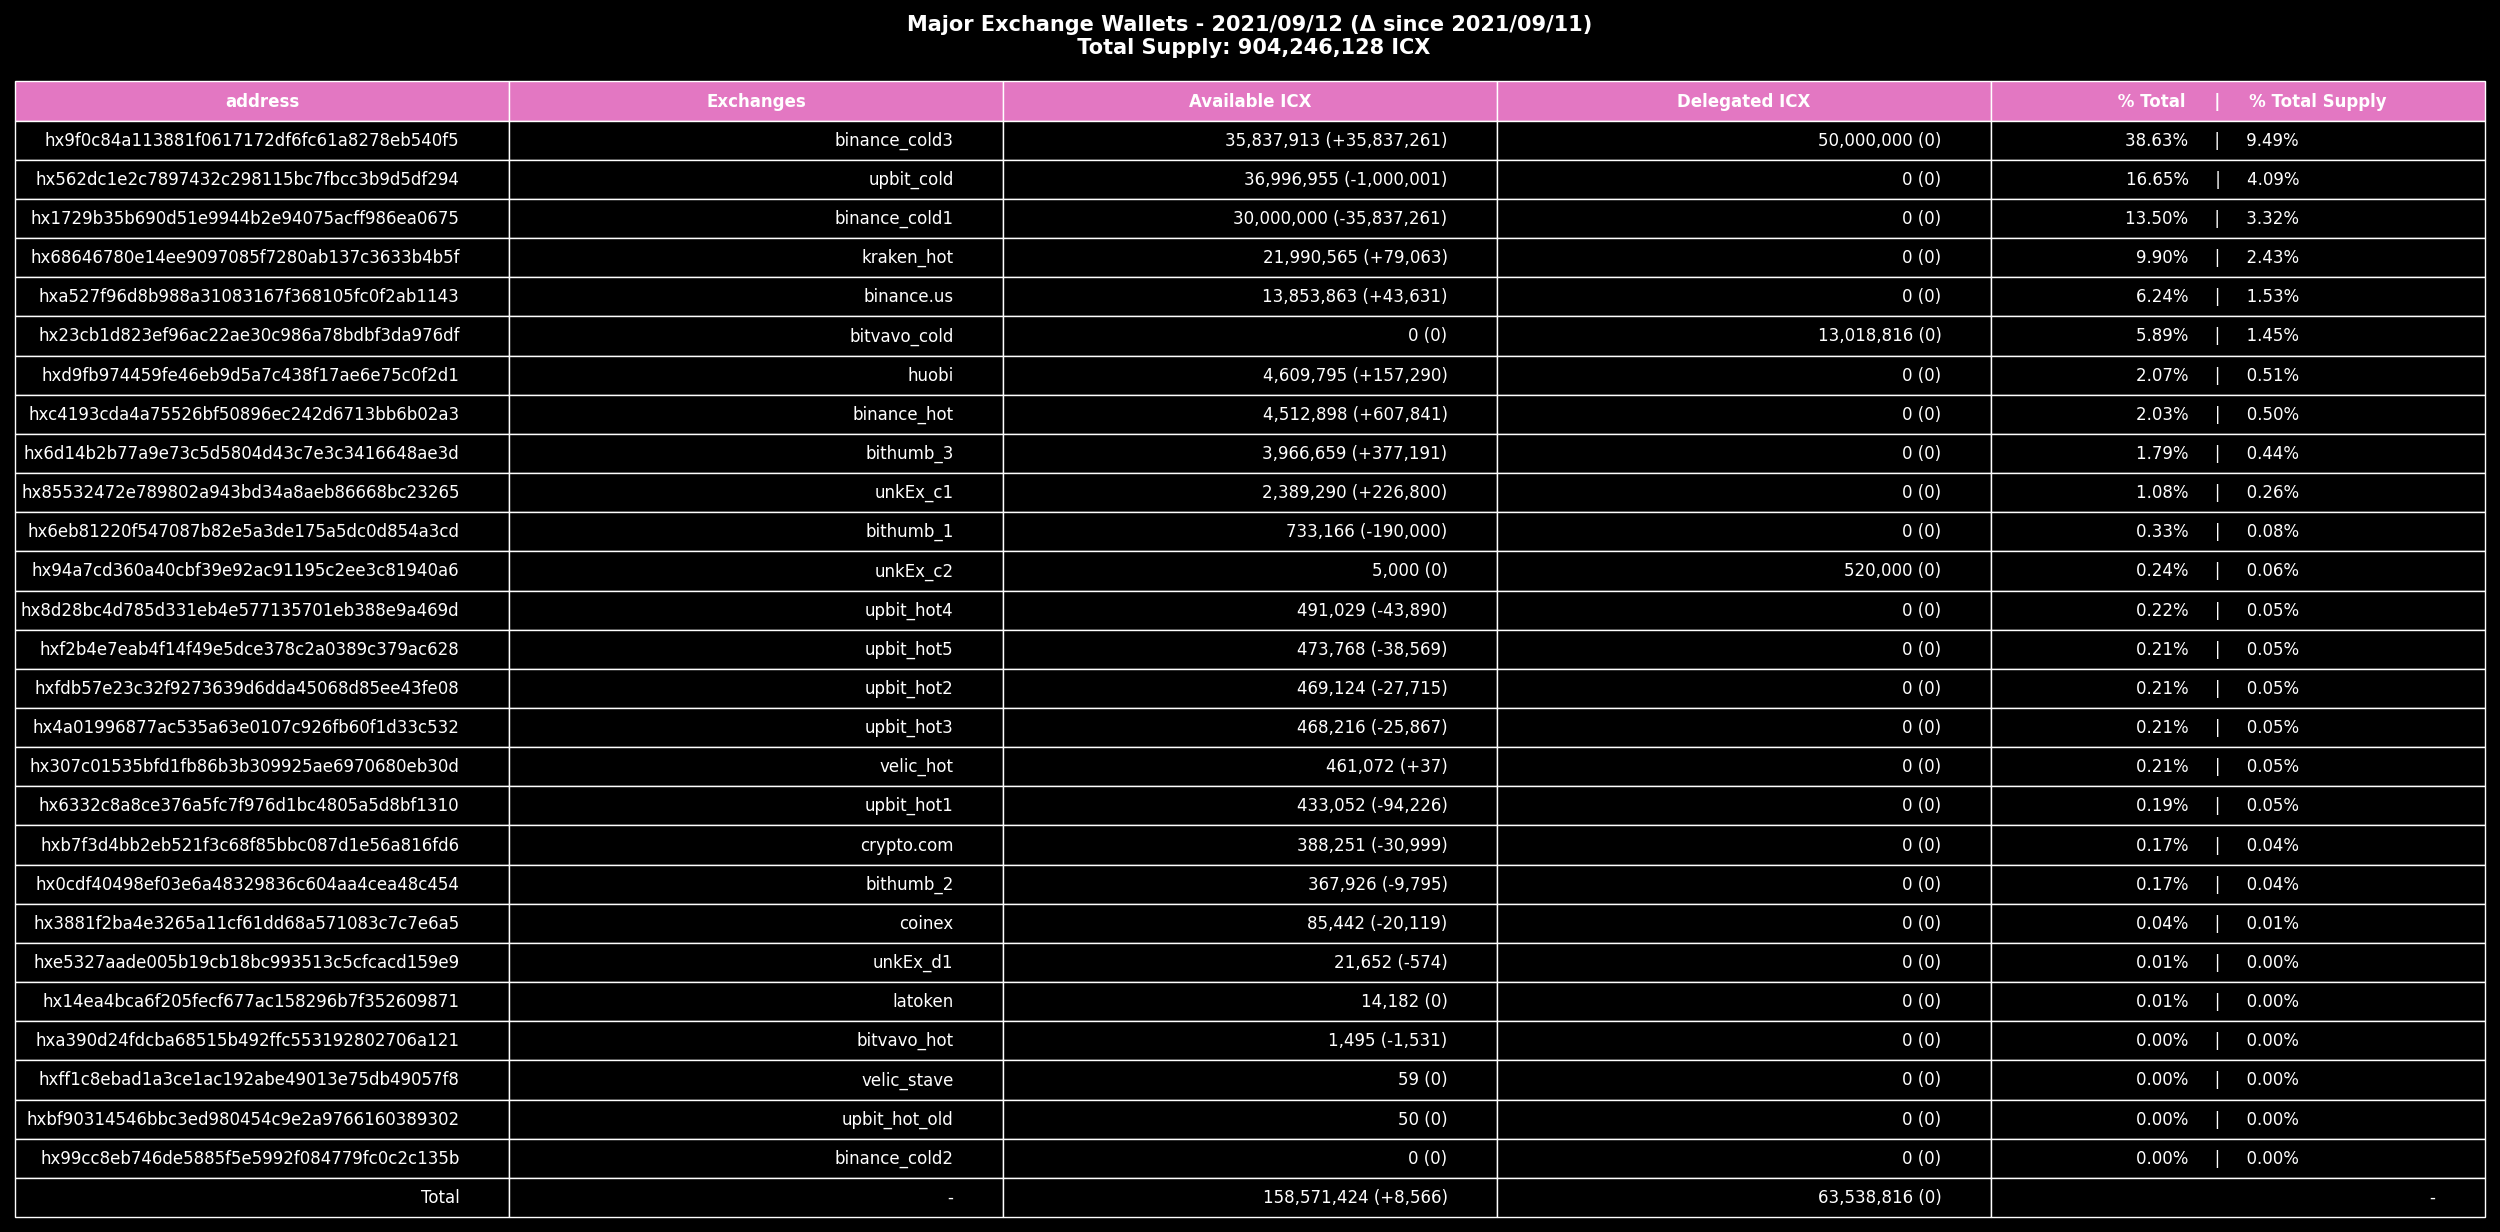 Major Exchange Wallets - 2021/09/12 (Δ since 2021/09/11)
Total Supply: 904,246,128 ICX
address Exchanges Available ICX Delegated ICX % Total | % Total Supply
hx9f0c84a113881f0617172df6fc61a8278eb540f5 binance_cold3 35,837,913 (+35,837,261) 50,000,000 (0) 38.63% | 9.49%
hx562dc1e2c7897432c298115bc7fbcc3b9d5df294 upbit_cold 36,996,955 (-1,000,001) 0 (0) 16.65% | 4.09%
hx1729b35b690d51e9944b2e94075acff986ea0675 binance_cold1 30,000,000 (-35,837,261) 0 (0) 13.50% | 3.32%
hx68646780e14ee9097085f7280ab137c3633b4b5f kraken_hot 21,990,565 (+79,063) 0 (0) 9.90% | 2.43%
hxa527f96d8b988a31083167f368105fc0f2ab1143 binance.us 13,853,863 (+43,631) 0 (0) 6.24% | 1.53%
hx23cb1d823ef96ac22ae30c986a78bdbf3da976df bitvavo_cold 0 (0) 13,018,816 (0) 5.89% | 1.45%
hxd9fb974459fe46eb9d5a7c438f17ae6e75c0f2d1 huobi 4,609,795 (+157,290) 0 (0) 2.07% | 0.51%
hxc4193cda4a75526bf50896ec242d6713bb6b02a3 binance_hot 4,512,898 (+607,841) 0 (0) 2.03% | 0.50%
hx6d14b2b77a9e73c5d5804d43c7e3c3416648ae3d bithumb_3 3,966,659 (+377,191) 0 (0) 1.79% | 0.44%
hx85532472e789802a943bd34a8aeb86668bc23265 unkEx_c1 2,389,290 (+226,800) 0 (0) 1.08% | 0.26%
hx6eb81220f547087b82e5a3de175a5dc0d854a3cd bithumb_1 733,166 (-190,000) 0 (0) 0.33% | 0.08%
hx94a7cd360a40cbf39e92ac91195c2ee3c81940a6 unkEx_c2 5,000 (0) 520,000 (0) 0.24% | 0.06%
hx8d28bc4d785d331eb4e577135701eb388e9a469d upbit_hot4 491,029 (-43,890) 0 (0) 0.22% | 0.05%
hxf2b4e7eab4f14f49e5dce378c2a0389c379ac628 upbit_hot5 473,768 (-38,569) 0 (0) 0.21% | 0.05%
hxfdb57e23c32f9273639d6dda45068d85ee43fe08 upbit_hot2 469,124 (-27,715) 0 (0) 0.21% | 0.05%
hx4a01996877ac535a63e0107c926fb60f1d33c532 upbit_hot3 468,216 (-25,867) 0 (0) 0.21% | 0.05%
hx307c01535bfd1fb86b3b309925ae6970680eb30d velic_hot 461,072 (+37) 0 (0) 0.21% | 0.05%
hx6332c8a8ce376a5fc7f976d1bc4805a5d8bf1310 upbit_hot1 433,052 (-94,226) 0 (0) 0.19% | 0.05%
hxb7f3d4bb2eb521f3c68f85bbc087d1e56a816fd6 crypto.com 388,251 (-30,999) 0 (0) 0.17% | 0.04%
hx0cdf40498ef03e6a48329836c604aa4cea48c454 bithumb_2 367,926 (-9,795) 0 (0) 0.17% | 0.04%
hx3881f2ba4e3265a11cf61dd68a571083c7c7e6a5 coinex 85,442 (-20,119) 0 (0) 0.04% | 0.01%
hxe5327aade005b19cb18bc993513c5cfcacd159e9 unkEx_d1 21,652 (-574) 0 (0) 0.01% | 0.00%
hx14ea4bca6f205fecf677ac158296b7f352609871 latoken 14,182 (0) 0 (0) 0.01% | 0.00%
hxa390d24fdcba68515b492ffc553192802706a121 bitvavo_hot 1,495 (-1,531) 0 (0) 0.00% | 0.00%
hxff1c8ebad1a3ce1ac192abe49013e75db49057f8 velic_stave 59 (0) 0 (0) 0.00% | 0.00%
hxbf90314546bbc3ed980454c9e2a9766160389302 upbit_hot_old 50 (0) 0 (0) 0.00% | 0.00%
hx99cc8eb746de5885f5e5992f084779fc0c2c135b binance_cold2 0 (0) 0 (0) 0.00% | 0.00%
Total - 158,571,424 (+8,566) 63,538,816 (0) -